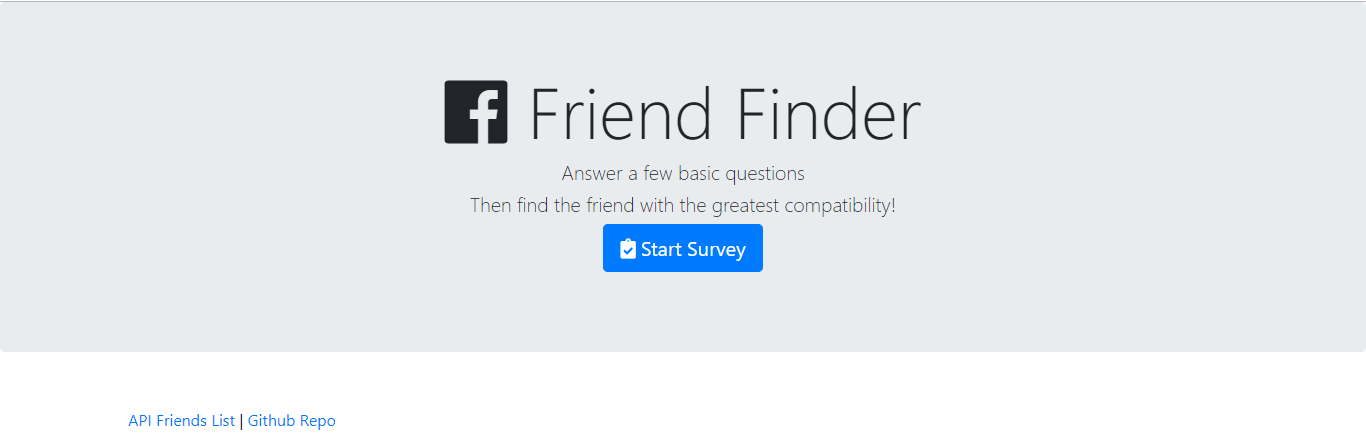 Friend Finder
Answer a few basic questions
Then find the friend with the greatest compatibility!
Start Survey
API Friends List | Github Repo